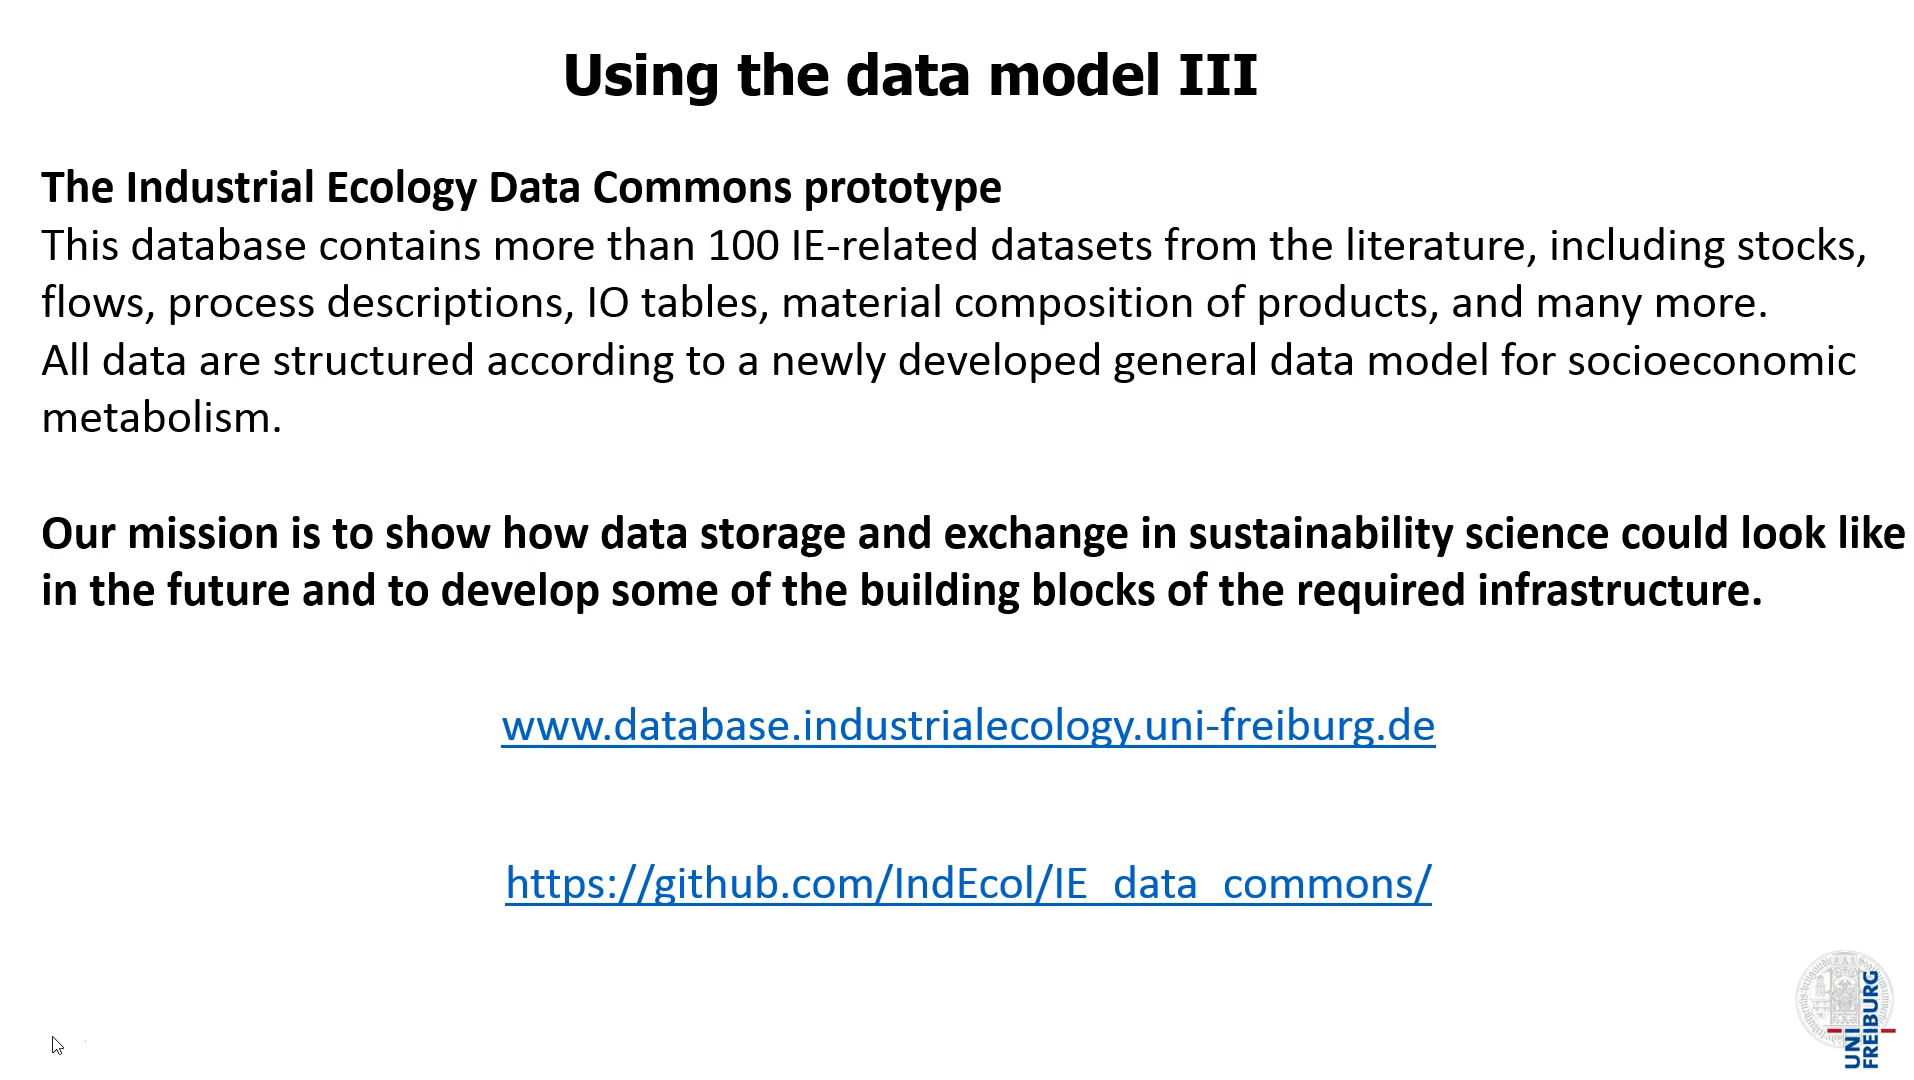 Using the data model III
The Industrial Ecology Data Commons prototype
This database contains more than 100 IE-related datasets from the literature, including stocks,
flows, process descriptions, IO tables, material composition of products, and many more.
All data are structured according to a newly developed general data model for socioeconomic
metabolism.
Our mission is to show how data storage and exchange in sustainability science could look like
in the future and to develop some of the building blocks of the required infrastructure.
www.database.industrialecology.uni-freiburg.de
https://github.com/IndEcol/IE_data_commons/
UNI
FREIBURG